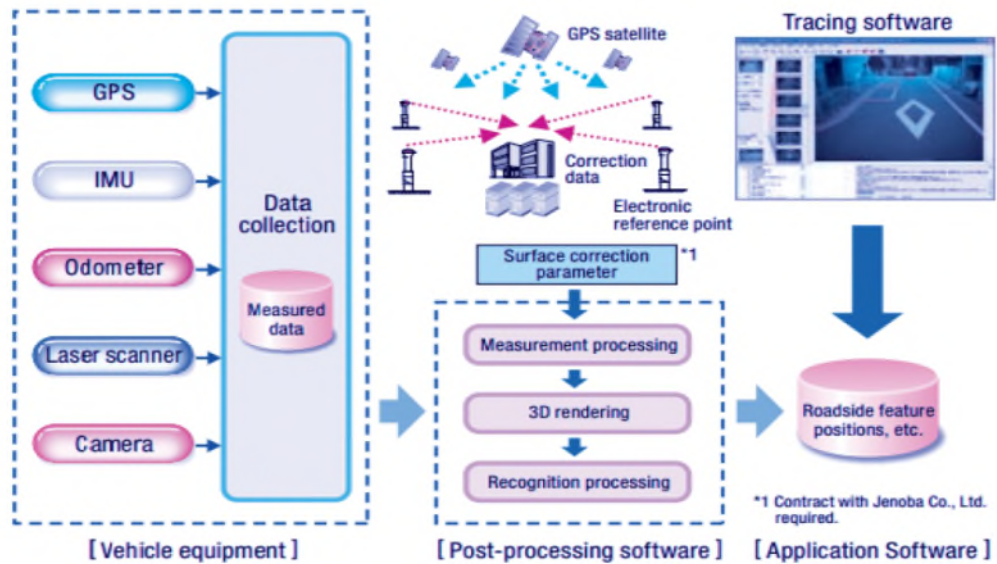 GPS
IMU
Odometer
Laser scanner
Camera
Data
collection
Measured
data
[ Vehicle equipment ]
GPS satellite
Correction
data
Electronic
reference point
Surface correction
parameter
*1
Measurement processing
3D rendering
Recognition processing
[ Post-processing software ]
Tracing software
Roadside feature
positions, etc.
*1 Contract with Jenoba Co., Ltd.
required.
[ Application Software ]